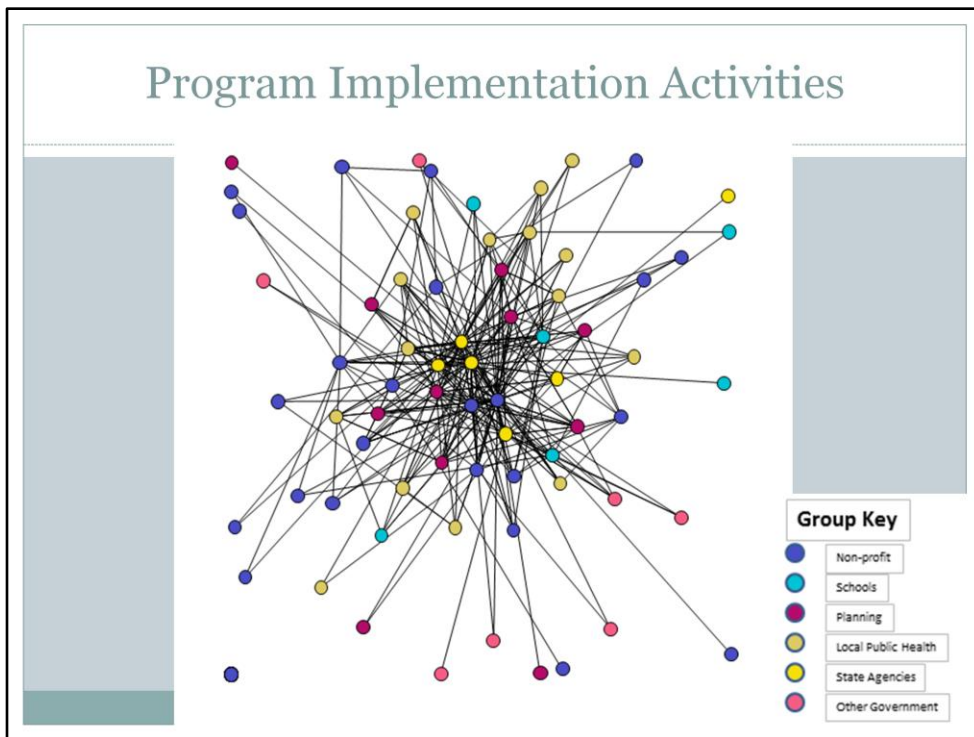 Program Implementation Activities
Group Key
Non-profit
Schools
Planning
Local Public Health
State Agencies
Other Government